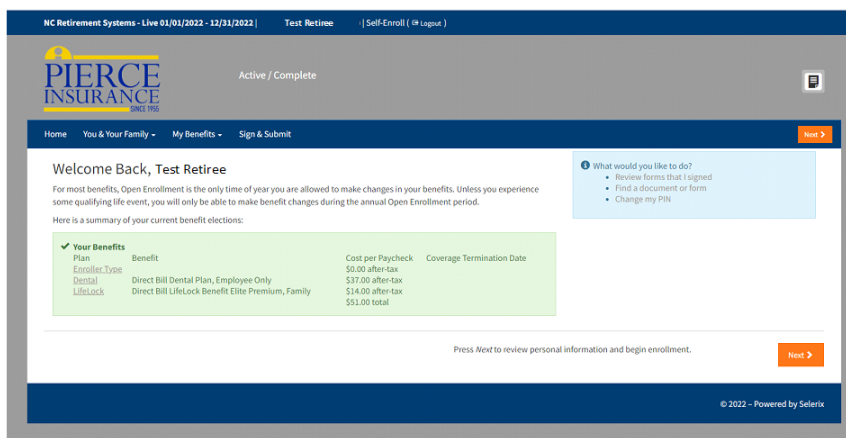 NC Retirement Systems - Live 01/01/2022 - 12/31/2022 | Test Retiree | Self-Enroll ( Logout )
PIERCE
INSURANCE
SINCE 1955
Active / Complete
Home You & Your Family My Benefits Sign & Submit Next
Welcome Back, Test Retiree
For most benefits, Open Enrollment is the only time of year you are allowed to make changes in your benefits. Unless you experience
some qualifying life event, you will only be able to make benefit changes during the annual Open Enrollment period.
Here is a summary of your current benefit elections:
What would you like to do?
• Review forms that I signed
• Find a document or form
• Change my PIN
Your Benefits
Plan Benefit Cost per Paycheck Coverage Termination Date
Enroller Type $0.00 after-tax
Dental Direct Bill Dental Plan, Employee Only $37.00 after-tax
LifeLock Direct Bill LifeLock Benefit Elite Premium, Family $14.00 after-tax
$51.00 total
Press Next to review personal information and begin enrollment.
Next
© 2022 – Powered by Selerix